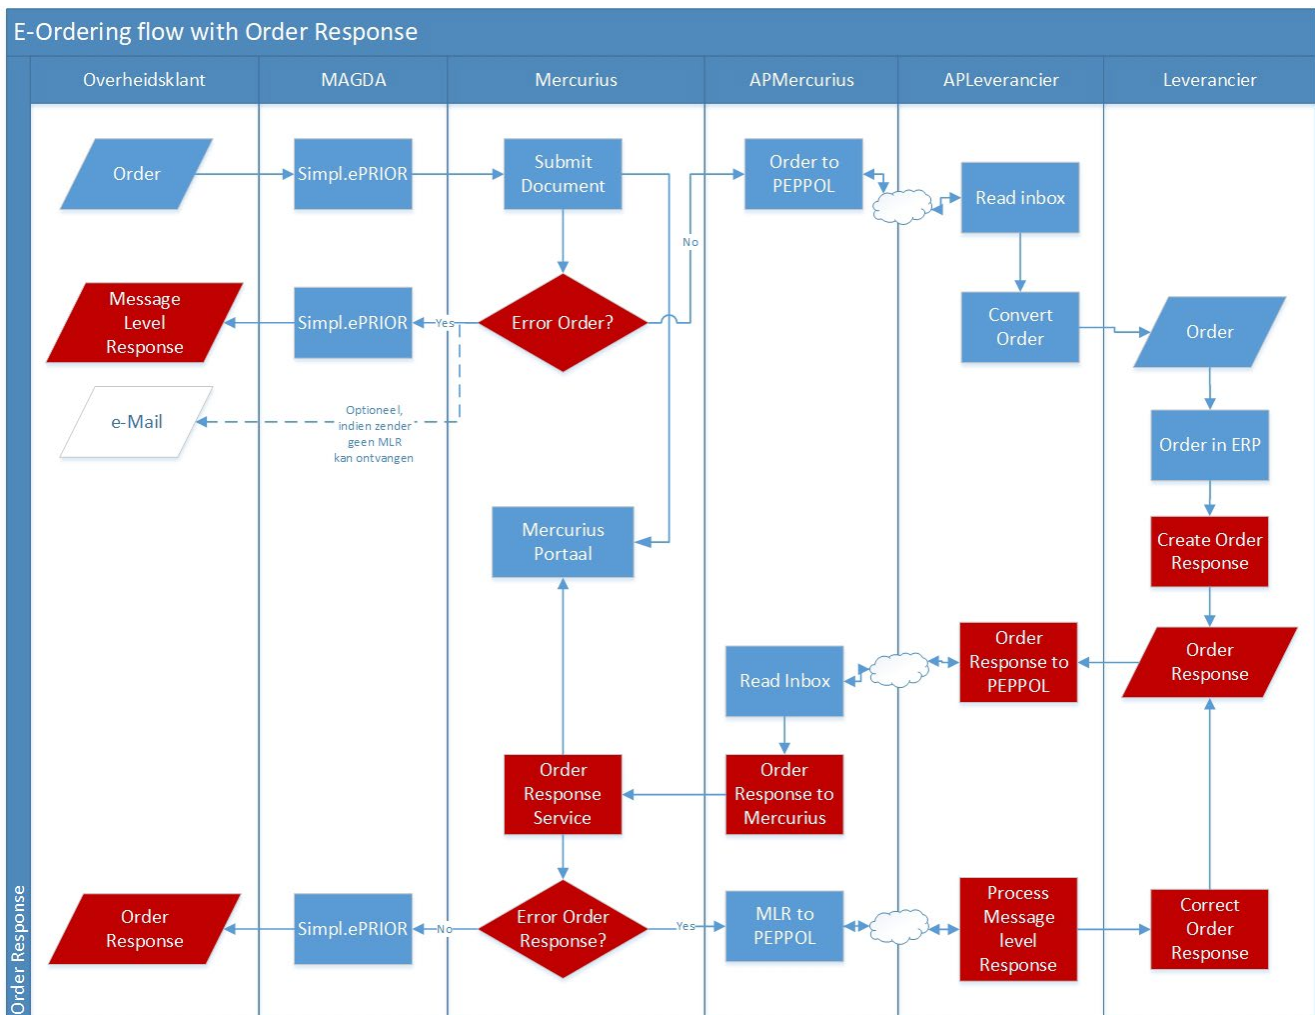 E-Ordering flow with Order Response
Overheidsklant
MAGDA
Mercurius
APMercurius
APLeverancier
Leverancier
Order
Simpl.ePRIOR
Submit
Document
Order to
PEPPOL
Read inbox
No
Message
Level
Response
Simpl.ePRIOR
Yes
Error Order?
Convert
Order
Order
e-Mail
Optioneel,
indien zender
geen MLR
kan ontvangen
Order in ERP
Mercurius
Portaal
Create Order
Response
Read Inbox
Order
Response to
PEPPOL
Order
Response
Order
Response
Service
Order
Response to
Mercurius
Order
Response
Simpl.ePRIOR
No
Error Order
Response?
Yes
MLR to
PEPPOL
Process
Message
level
Response
Correct
Order
Response
Order Response